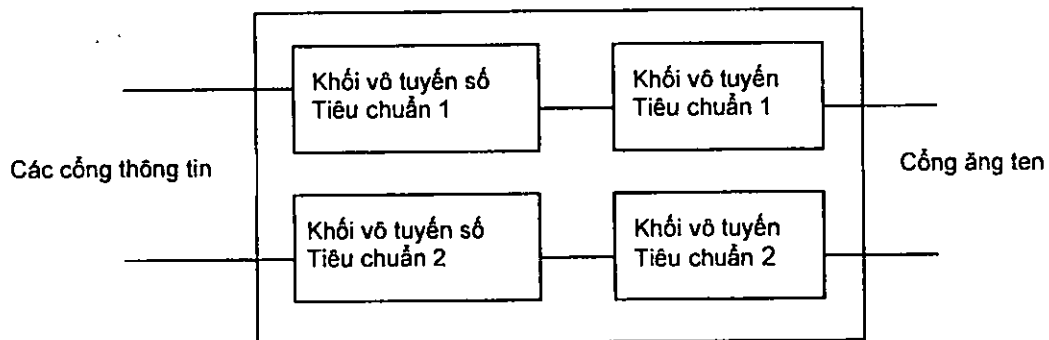 Khối vô tuyến số
Tiêu chuẩn 1
Khối vô tuyến
Tiêu chuẩn 1
Các cổng thông tin
Cổng ăng ten
Khối vô tuyến số
Tiêu chuẩn 2
Khối vô tuyến
Tiêu chuẩn 2